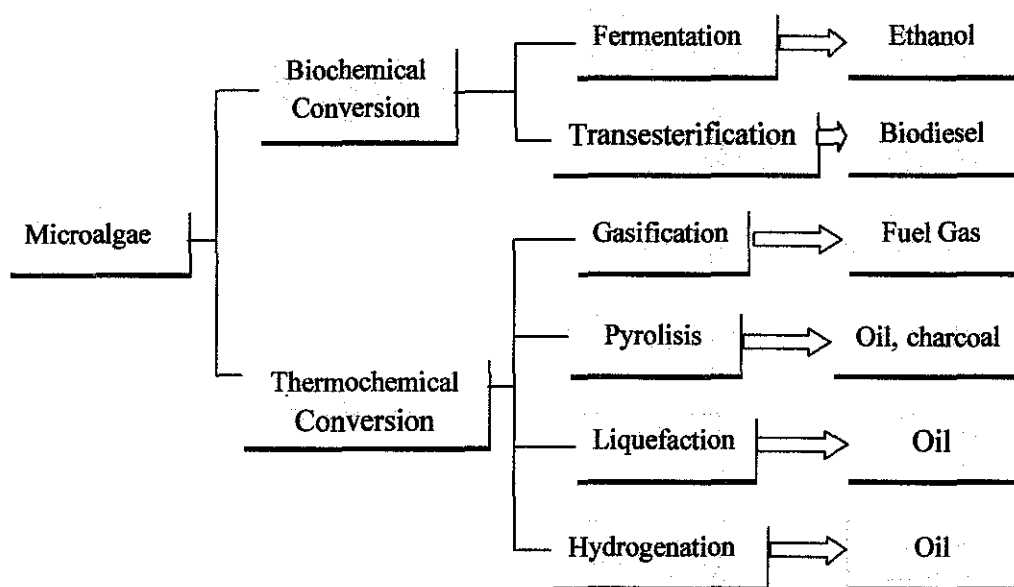 Fermentation
Ethanol
Biochemical
Conversion
Transesterification
Biodiesel
Microalgae
Gasification
Fuel Gas
Pyrolisis
Oil, charcoal
Thermochemical
Conversion
Liquefaction
Oil
Hydrogenation
Oil